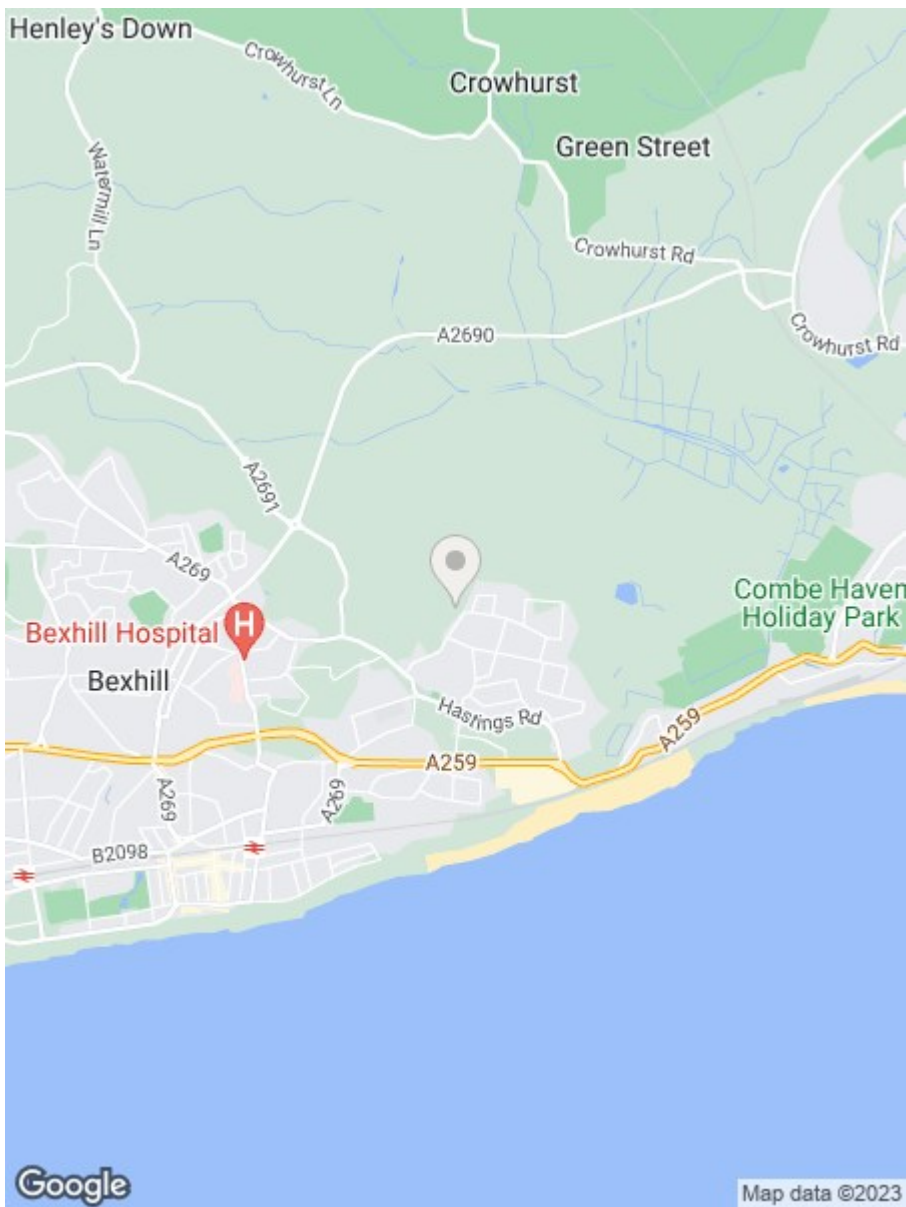 Henley's Down
Crowhurst Ln
Crowhurst
Green Street
Watermill Ln
Crowhurst Rd
A2690
Crowhurst Rd
A2691
A269
Combe Haven
Holiday Park
Bexhill Hospital
H
Bexhill
Hastings Rd
A259
A259
A269
A269
B2098
Google
Map data ©2023